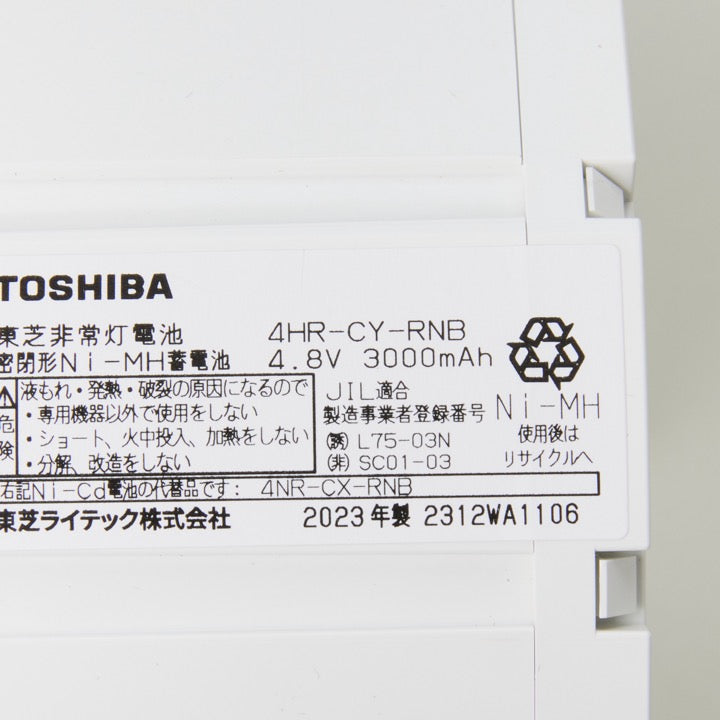 TOSHIBA
東芝非常灯電池 4HR-CY-RNB
密閉形Ni-MH蓄電池 4.8V 3000mAh
危険
液もれ・発熱・破裂の原因になるので
・専用機器以外で使用をしない
・ショート、火中投入、加熱をしない
・分解、改造をしない
JIL適合
製造事業者登録番号
(誘) L75-03N
(非) SC01-03
Ni-MH
使用後は
リサイクルへ
右記Ni-Cd電池の代替品です: 4NR-CX-RNB
東芝ライテック株式会社 2023年製 2312WA1106